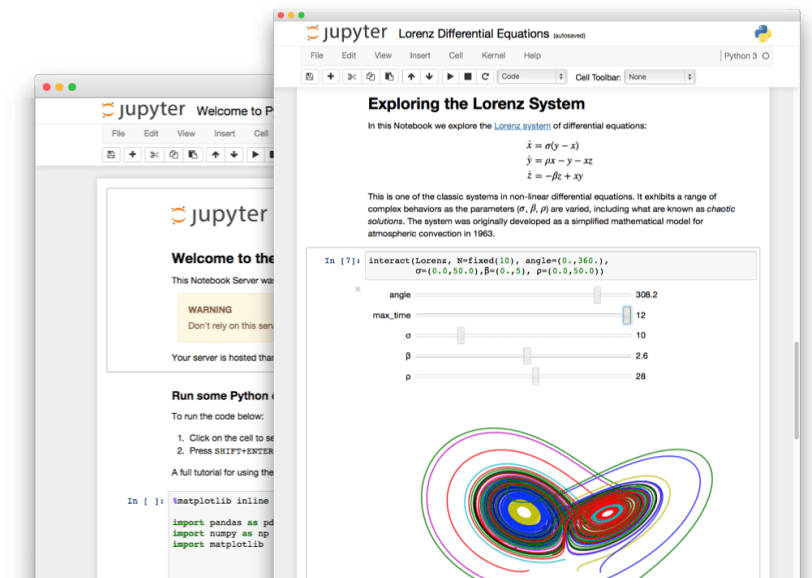 jupyter Lorenz Differential Equations (autosaved)
File Edit View Insert Cell Kernel Help Python 3
Code Cell Toolbar: None
Exploring the Lorenz System
In this Notebook we explore the Lorenz system of differential equations:
ẋ = σ(y − x)
ẏ = ρx − y − xz
ż = −βz + xy
This is one of the classic systems in non-linear differential equations. It exhibits a range of
complex behaviors as the parameters (σ, β, ρ) are varied, including what are known as chaotic
solutions. The system was originally developed as a simplified mathematical model for
atmospheric convection in 1963.
In [7]: interact(Lorenz, N=fixed(10), angle=(0.,360.),
σ=(0.0,50.0),β=(0.,5), ρ=(0.0,50.0))
angle 308.2
max_time 12
σ 10
β 2.6
ρ 28
jupyter Welcome to P
File Edit View Insert Cell
jupyter
Welcome to the
This Notebook Server was
WARNING
Don't rely on this serv
Your server is hosted than
Run some Python c
To run the code below:
1. Click on the cell to se
2. Press SHIFT+ENTER
A full tutorial for using the
In [ ]: %matplotlib inline
import pandas as pd
import numpy as np
import matplotlib